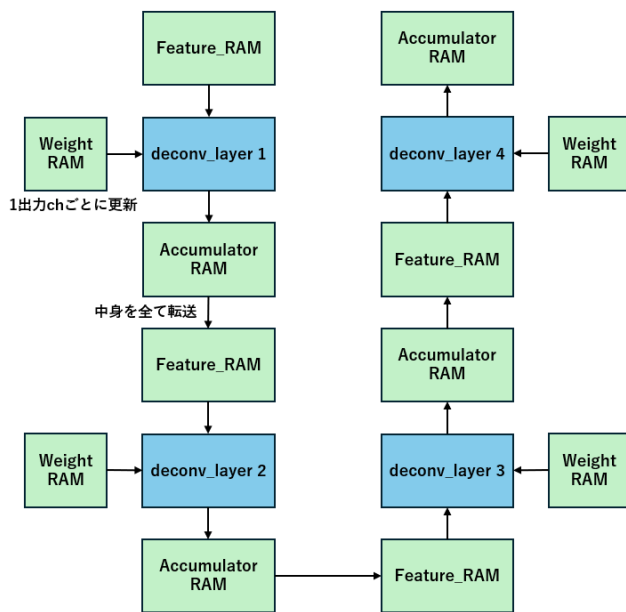 Feature_RAM
Weight
RAM
deconv_layer 1
1出力chごとに更新
Accumulator
RAM
中身を全て転送
Feature_RAM
Weight
RAM
deconv_layer 2
Accumulator
RAM
Feature_RAM
deconv_layer 3
Weight
RAM
Accumulator
RAM
Feature_RAM
deconv_layer 4
Weight
RAM
Accumulator
RAM